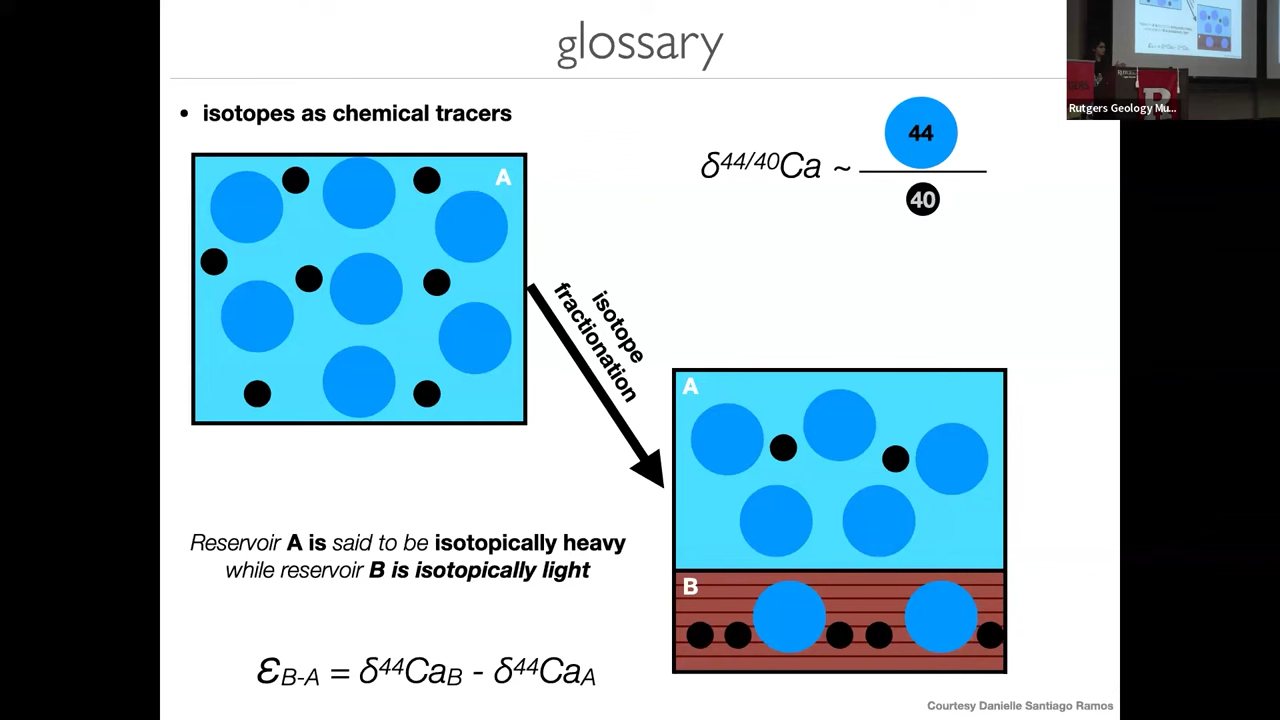 glossary
• isotopes as chemical tracers
A
δ44/40Ca ~
44
40
isotope
fractionation
A
B
Reservoir A is said to be isotopically heavy
while reservoir B is isotopically light
εB-A = δ44CaB - δ44CaA
Courtesy Danielle Santiago Ramos
Rutgers Geology Mu...
R